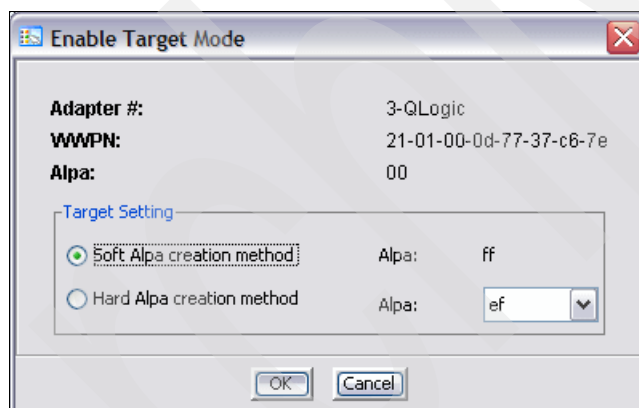 Enable Target Mode
Adapter #: 3-QLogic
WWPN: 21-01-00-0d-77-37-c6-7e
Alpa: 00
Target Setting
Soft Alpa creation method Alpa: ff
Hard Alpa creation method Alpa: ef
OK Cancel